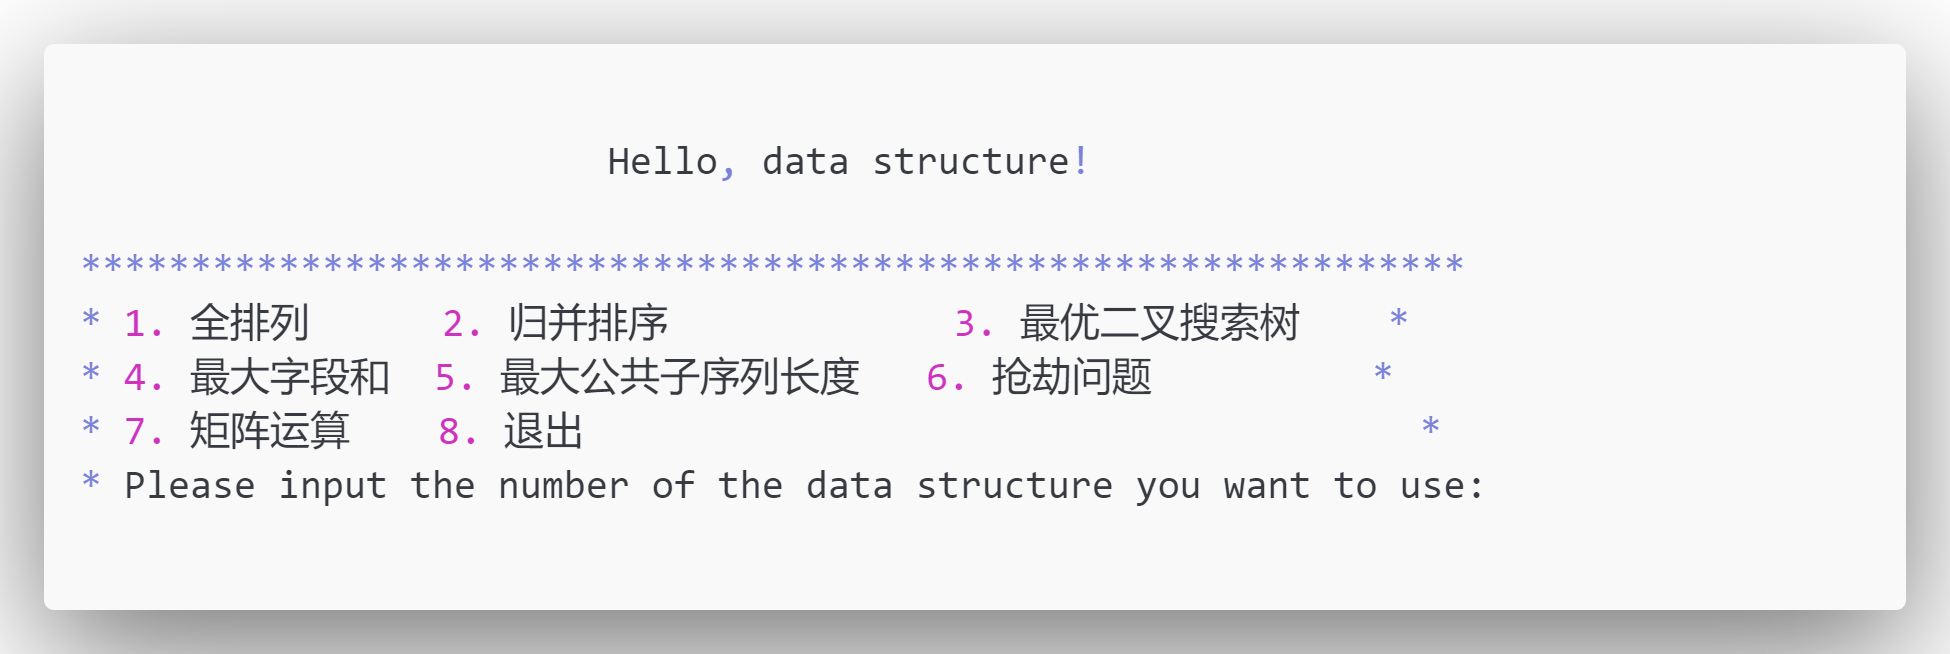 Hello, data structure!
***************************************************************
* 1. 全排列 2. 归并排序 3. 最优二叉搜索树 *
* 4. 最大字段和 5. 最大公共子序列长度 6. 抢劫问题 *
* 7. 矩阵运算 8. 退出 *
* Please input the number of the data structure you want to use: